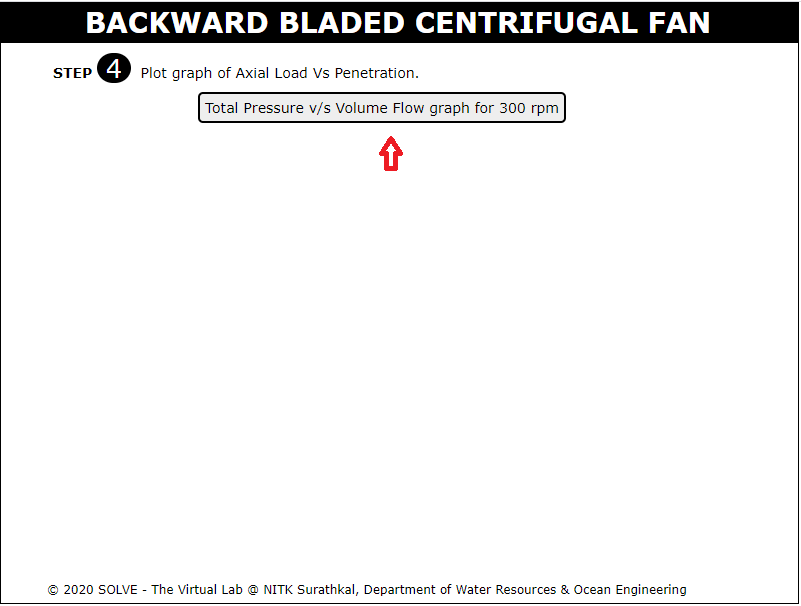 BACKWARD BLADED CENTRIFUGAL FAN
STEP 4 Plot graph of Axial Load Vs Penetration.
Total Pressure v/s Volume Flow graph for 300 rpm
© 2020 SOLVE - The Virtual Lab @ NITK Surathkal, Department of Water Resources & Ocean Engineering